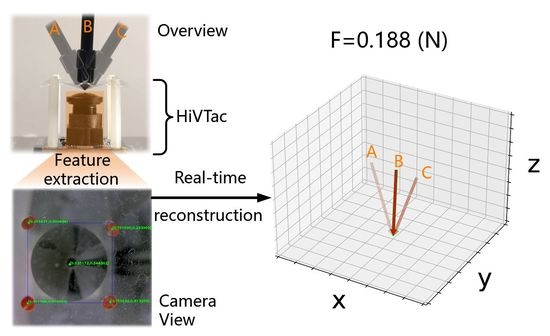 A
B
C
Overview
HiVTac
Feature
extraction
Real-time
reconstruction
Camera
View
F=0.188 (N)
A
B
C
x
y
z